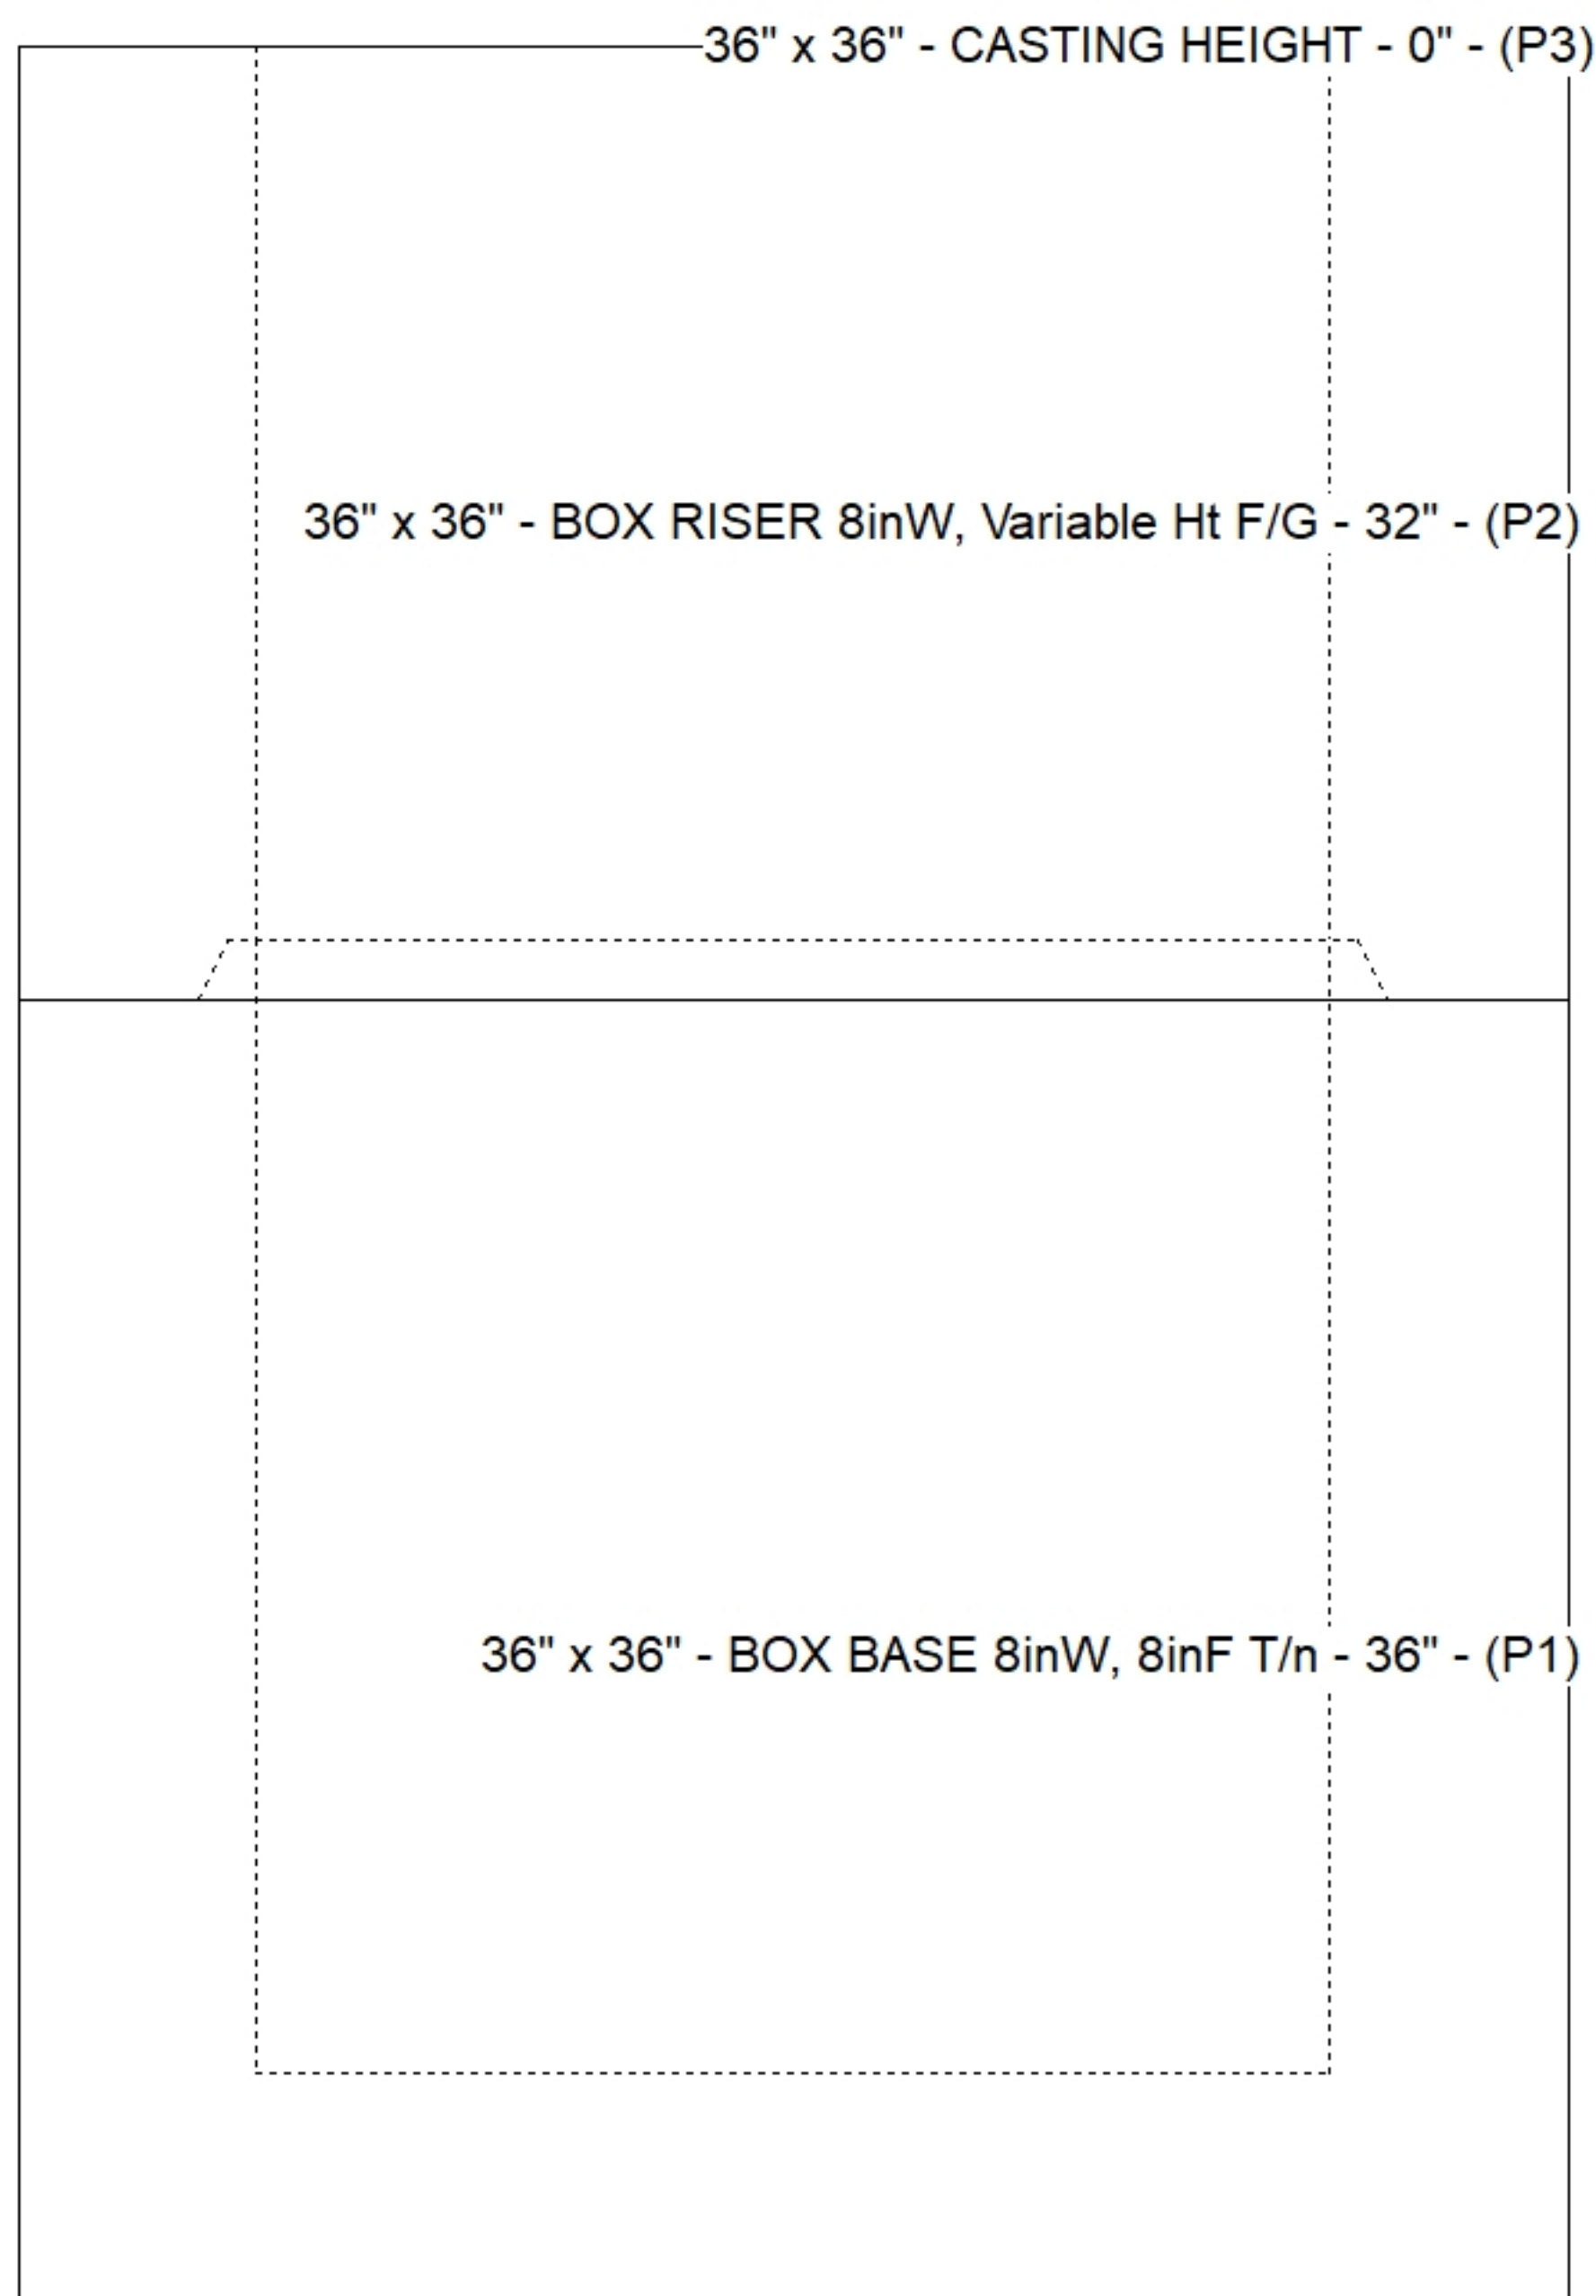 36" x 36" - CASTING HEIGHT - 0" - (P3)
36" x 36" - BOX RISER 8inW, Variable Ht F/G - 32" - (P2)
36" x 36" - BOX BASE 8inW, 8inF T/n - 36" - (P1)